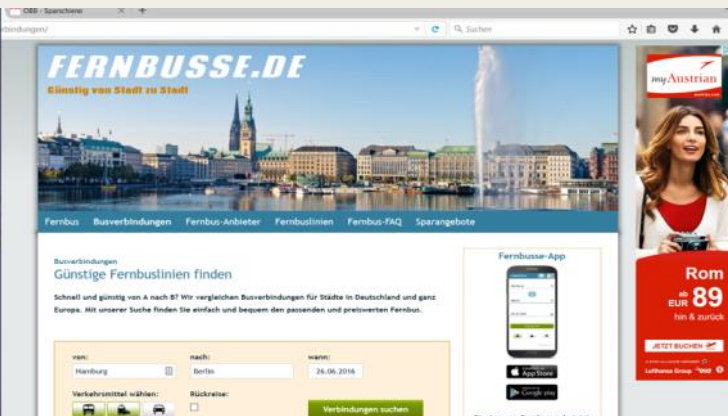 ÖBB - Sparschiene
rbindungen/
Suchen
FERNBUSSE.DE
Günstig von Stadt zu Stadt
Fernbus Busverbindungen Fernbus-Anbieter Fernbuslinien Fernbus-FAQ Sparangebote
Busverbindungen
Günstige Fernbuslinien finden
Schnell und günstig von A nach B? Wir vergleichen Busverbindungen für Städte in Deutschland und ganz
Europa. Mit unserer Suche finden Sie einfach und bequem den passenden und preiswerten Fernbus.
von: nach: wann:
Hamburg Berlin 26.06.2016
Verkehrsmittel wählen: Rückreise:
Verbindungen suchen
Fernbusse-App
App Store
Google play
myAustrian
Rom
ab
EUR 89
hin & zurück
JETZT BUCHEN
Lufthansa Group